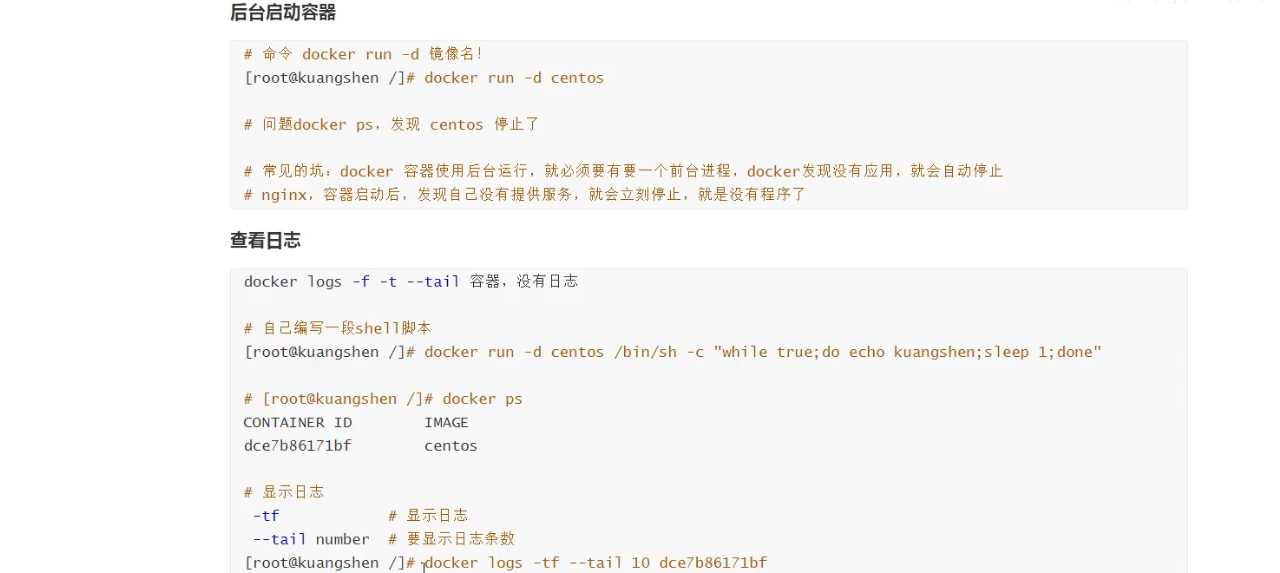 后台启动容器
# 命令 docker run -d 镜像名!
[root@kuangshen /]# docker run -d centos
# 问题docker ps，发现 centos 停止了
# 常见的坑：docker 容器使用后台运行，就必须要有要一个前台进程，docker发现没有应用，就会自动停止
# nginx，容器启动后，发现自己没有提供服务，就会立刻停止，就是没有程序了
查看日志
docker logs -f -t --tail 容器，没有日志
# 自己编写一段shell脚本
[root@kuangshen /]# docker run -d centos /bin/sh -c "while true;do echo kuangshen;sleep 1;done"
# [root@kuangshen /]# docker ps
CONTAINER ID IMAGE
dce7b86171bf centos
# 显示日志
-tf # 显示日志
--tail number # 要显示日志条数
[root@kuangshen /]# docker logs -tf --tail 10 dce7b86171bf